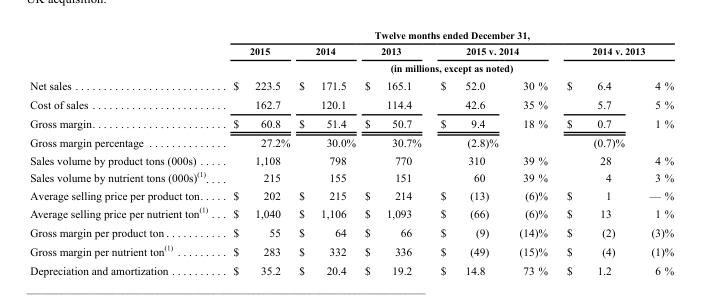 UK acquisition.
Twelve months ended December 31,
2015 2014 2013 2015 v. 2014 2014 v. 2013
(in millions, except as noted)
Net sales . . . . . . . . . . . . . . . . . . . . . . . . . . $ 223.5 $ 171.5 $ 165.1 $ 52.0 30 % $ 6.4 4 %
Cost of sales . . . . . . . . . . . . . . . . . . . . . . . 162.7 120.1 114.4 42.6 35 % 5.7 5 %
Gross margin. . . . . . . . . . . . . . . . . . . . . . . $ 60.8 $ 51.4 $ 50.7 $ 9.4 18 % $ 0.7 1 %
Gross margin percentage . . . . . . . . . . . . . 27.2% 30.0% 30.7% (2.8)% (0.7)%
Sales volume by product tons (000s) . . . . . 1,108 798 770 310 39 % 28 4 %
Sales volume by nutrient tons (000s)(1). . . . 215 155 151 60 39 % 4 3 %
Average selling price per product ton. . . . . $ 202 $ 215 $ 214 $ (13) (6)% $ 1 — %
Average selling price per nutrient ton(1) . . . $ 1,040 $ 1,106 $ 1,093 $ (66) (6)% $ 13 1 %
Gross margin per product ton . . . . . . . . . . $ 55 $ 64 $ 66 $ (9) (14)% $ (2) (3)%
Gross margin per nutrient ton(1) . . . . . . . . . $ 283 $ 332 $ 336 $ (49) (15)% $ (4) (1)%
Depreciation and amortization . . . . . . . . . . $ 35.2 $ 20.4 $ 19.2 $ 14.8 73 % $ 1.2 6 %